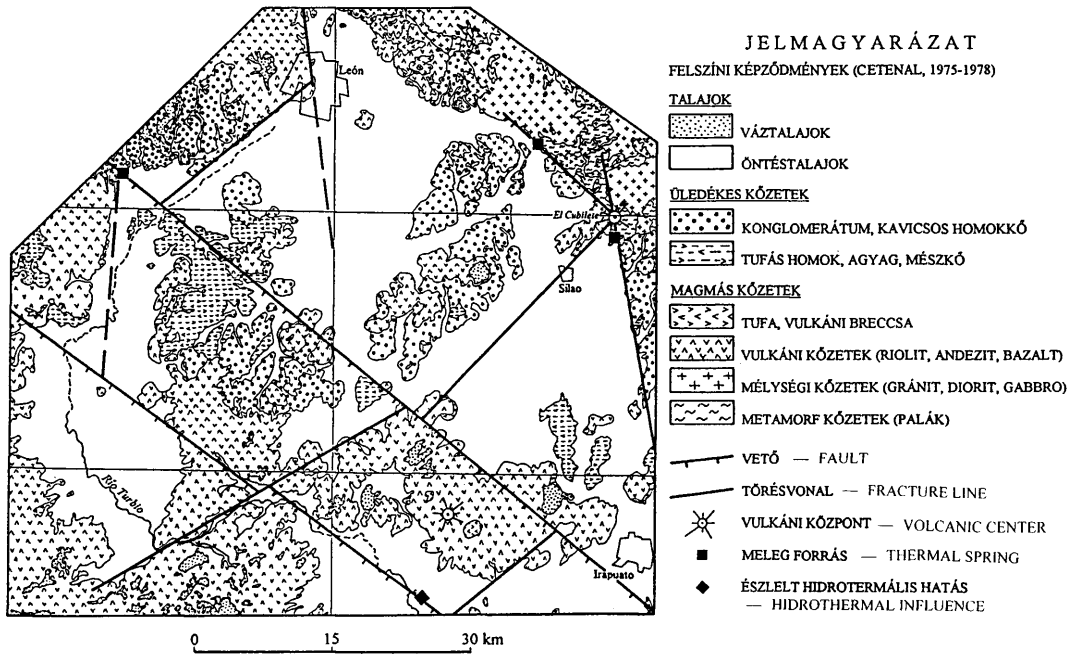 León
El Cubilete
Silao
Río Turbio
Irapuato
0 15 30 km
JELMAGYARÁZAT
FELSZÍNI KÉPZŐDMÉNYEK (CETENAL, 1975-1978)
TALAJOK
VÁZTALAJOK
ÖNTÉSTALAJOK
ÜLEDÉKES KŐZETEK
KONGLOMERÁTUM, KAVICSOS HOMOKKŐ
TUFÁS HOMOK, AGYAG, MÉSZKŐ
MAGMÁS KŐZETEK
TUFA, VULKÁNI BRECCSA
VULKÁNI KŐZETEK (RIOLIT, ANDEZIT, BAZALT)
MÉLYSÉGI KŐZETEK (GRÁNIT, DIORIT, GABBRO)
METAMORF KŐZETEK (PALÁK)
VETŐ — FAULT
TÖRÉSVONAL — FRACTURE LINE
VULKÁNI KÖZPONT — VOLCANIC CENTER
MELEG FORRÁS — THERMAL SPRING
ÉSZLELT HIDROTERMÁLIS HATÁS
— HIDROTHERMAL INFLUENCE